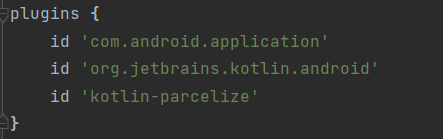 plugins {
    id 'com.android.application'
    id 'org.jetbrains.kotlin.android'
    id 'kotlin-parcelize'
}